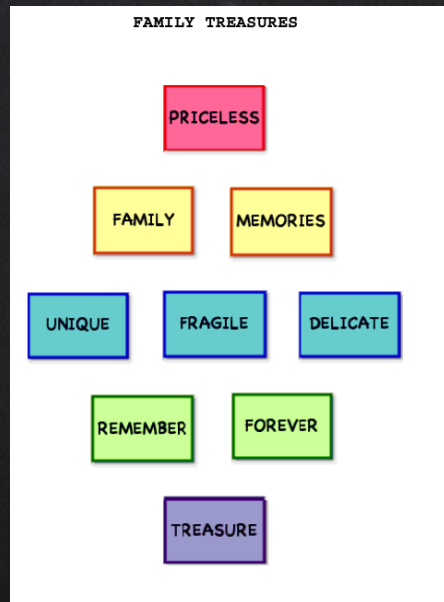 FAMILY TREASURES
PRICELESS
FAMILY MEMORIES
UNIQUE FRAGILE DELICATE
REMEMBER FOREVER
TREASURE